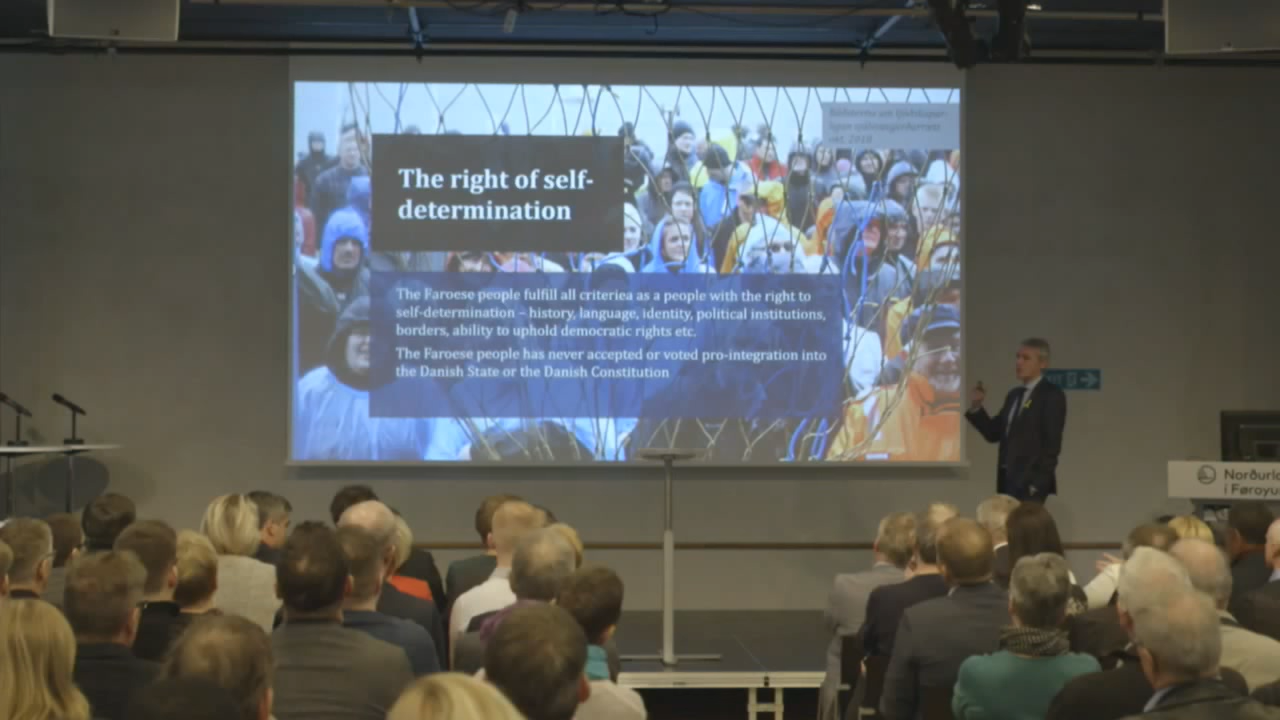 The right of self-
determination
The Faroese people fulfill all criteriea as a people with the right to
self-determination – history, language, identity, political institutions,
borders, ability to uphold democratic rights etc.
The Faroese people has never accepted or voted pro-integration into
the Danish State or the Danish Constitution
Norðurl
í Føroyu